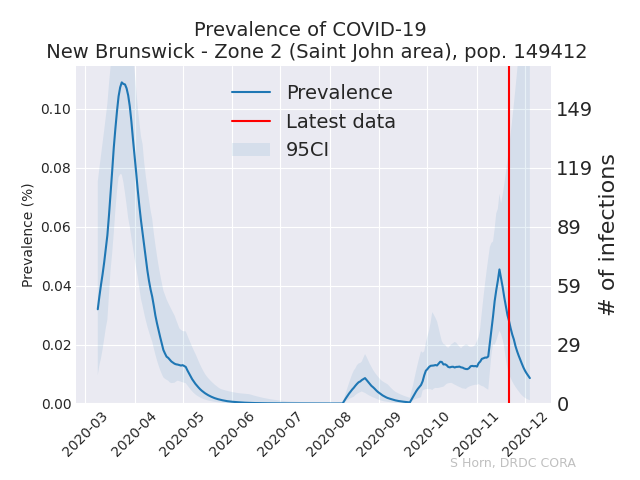 Prevalence of COVID-19
New Brunswick - Zone 2 (Saint John area), pop. 149412
Prevalence
Latest data
95CI
Prevalence (%)
0.10
0.08
0.06
0.04
0.02
0.00
149
119
89
59
29
0
# of infections
2020-03
2020-04
2020-05
2020-06
2020-07
2020-08
2020-09
2020-10
2020-11
2020-12
S Horn, DRDC CORA